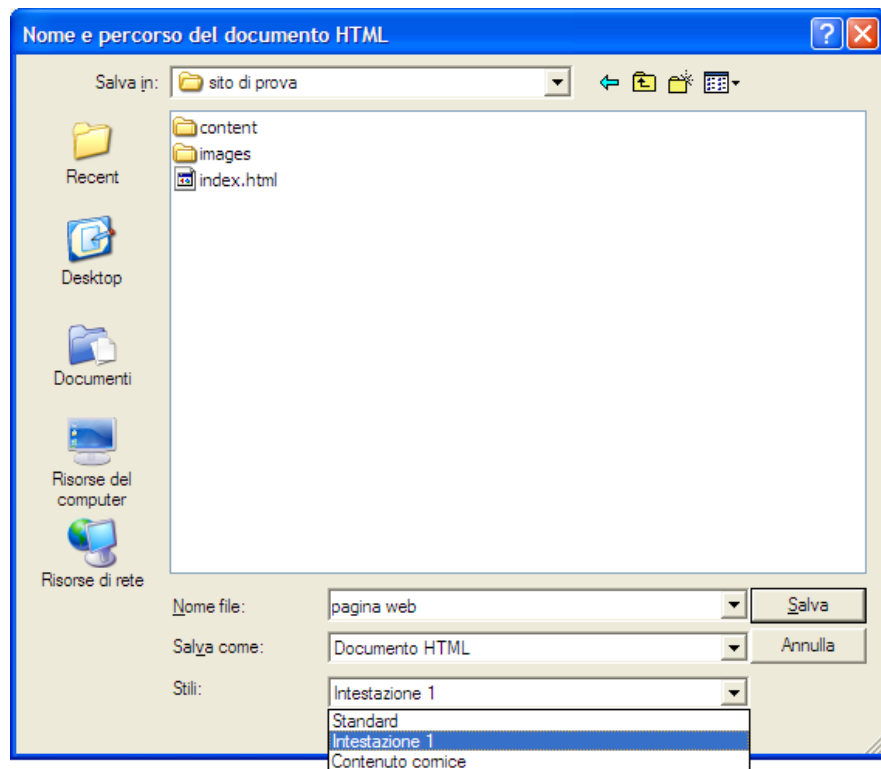 Nome e percorso del documento HTML
Salva in:
sito di prova
content
images
index.html
Recent
Desktop
Documenti
Risorse del
computer
Risorse di rete
Nome file:
pagina web
Salva
Salva come:
Documento HTML
Annulla
Stili:
Intestazione 1
Standard
Intestazione 1
Contenuto cornice